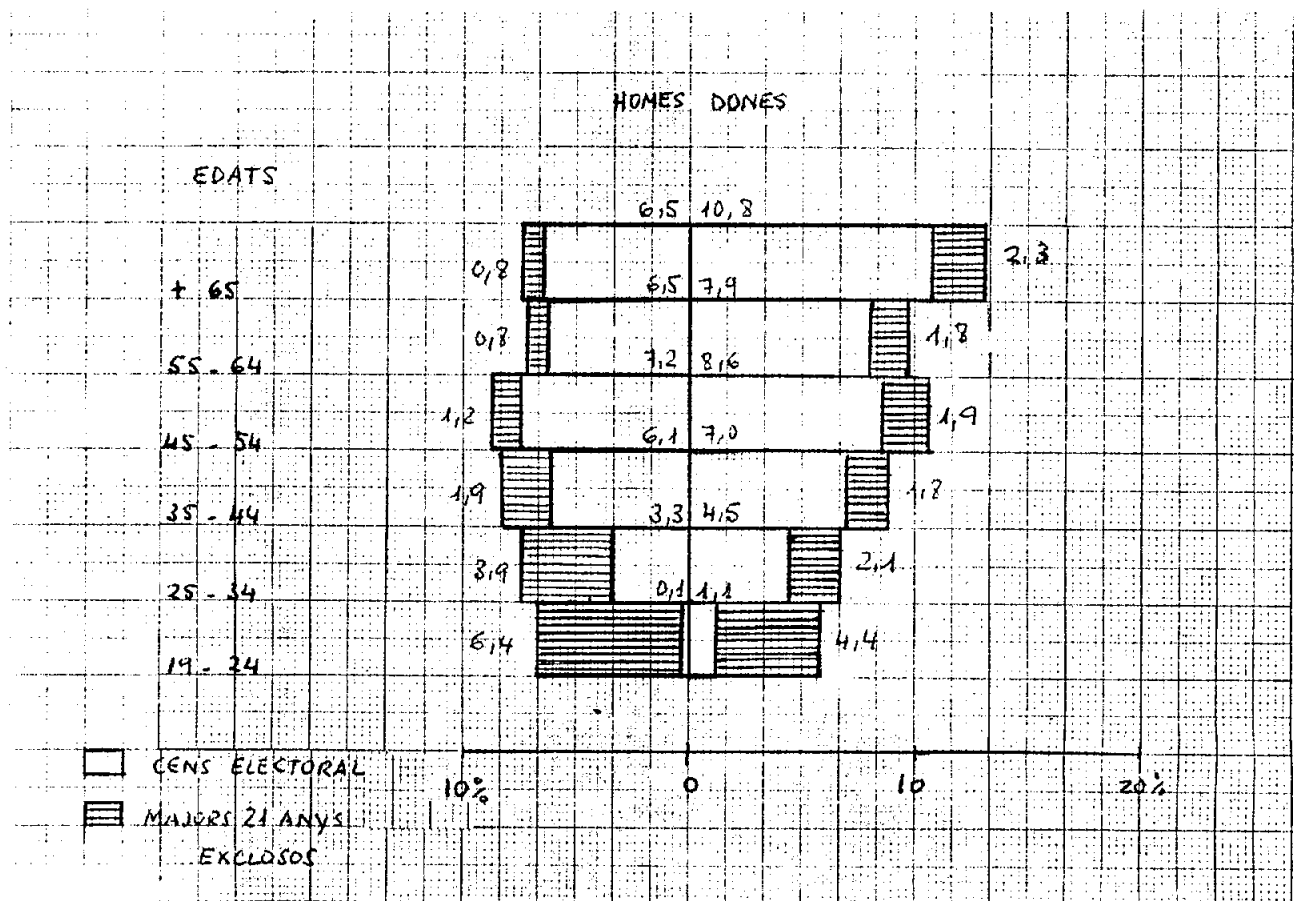 HOMES DONES
EDATS
6,5 10,8
0,8 2,3
+ 65 6,5 7,9
0,8 1,8
55 - 64 7,2 8,6
1,2 1,9
45 - 54 6,1 7,0
1,9 1,8
35 - 44 3,3 4,5
3,9 2,1
25 - 34 0,1 1,1
6,4 4,4
19 - 24
CENS ELECTORAL
10% 0 10 20%
MAJORS 21 ANYS
EXCLOSOS